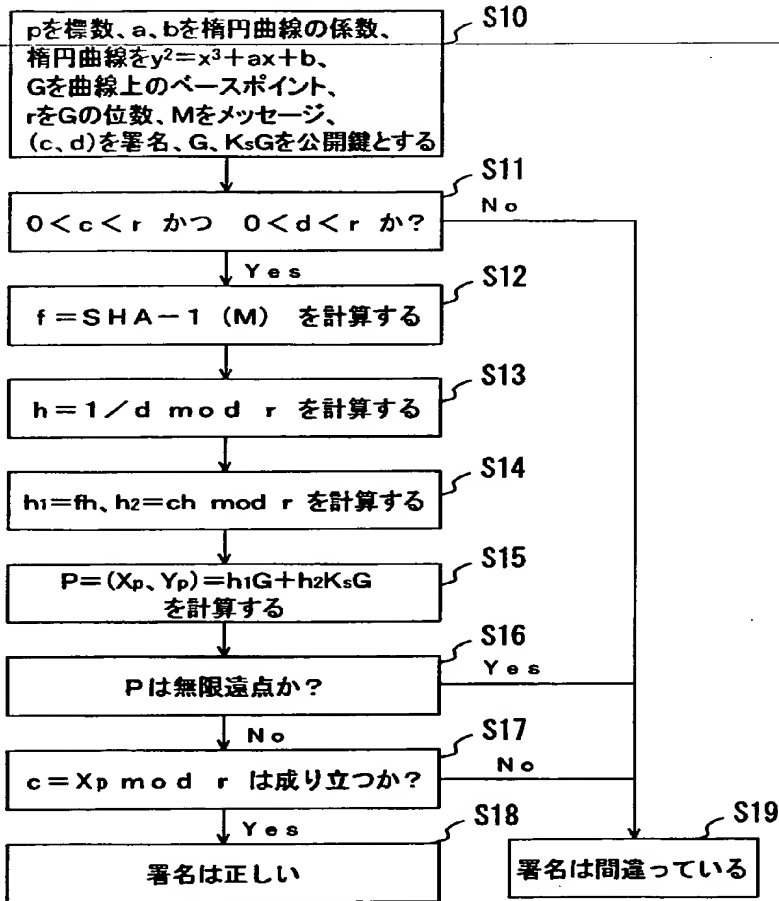 S10
pを標数、a、bを楕円曲線の係数、
楕円曲線をy²=x³+ax+b、
Gを曲線上のベースポイント、
rをGの位数、Mをメッセージ、
(c、d)を署名、G、KsGを公開鍵とする
S11
0<c<r かつ 0<d<r か?
No
Yes
S12
f=SHA-1(M) を計算する
S13
h=1/d mod r を計算する
S14
h1=fh、h2=ch mod r を計算する
S15
P=(Xp、Yp)=h1G+h2KsG
を計算する
S16
Pは無限遠点か?
Yes
No
S17
c=Xp mod r は成り立つか?
No
Yes
S18
署名は正しい
S19
署名は間違っている